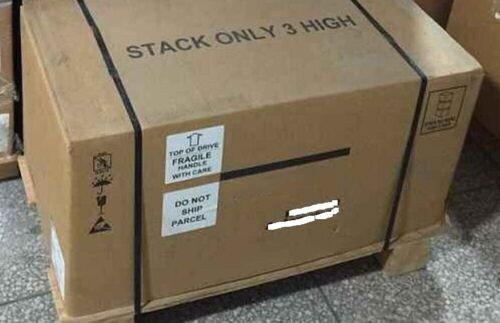 STACK ONLY 3 HIGH
TOP OF DRIVE
FRAGILE
HANDLE
WITH CARE
DO NOT
SHIP
PARCEL